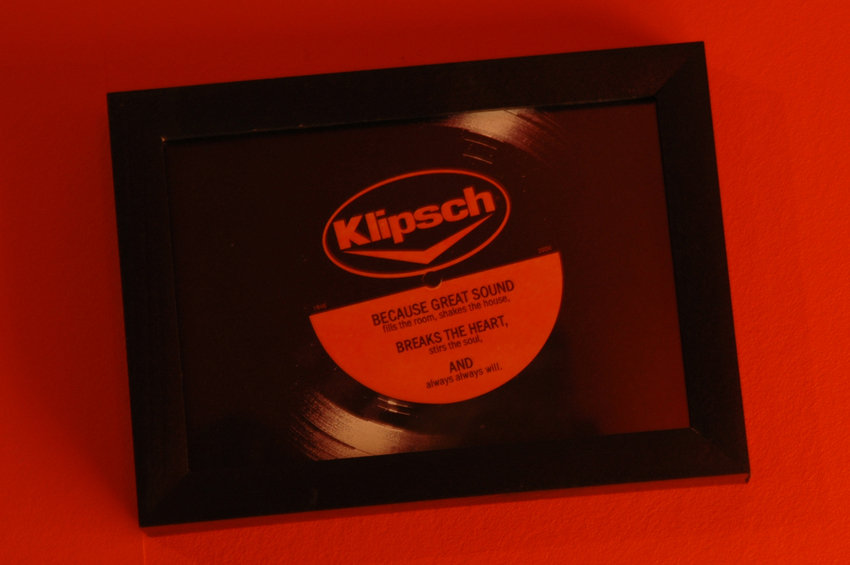 Klipsch
BECAUSE GREAT SOUND
fills the room, shakes the house,
BREAKS THE HEART,
stirs the soul,
AND
always always will.